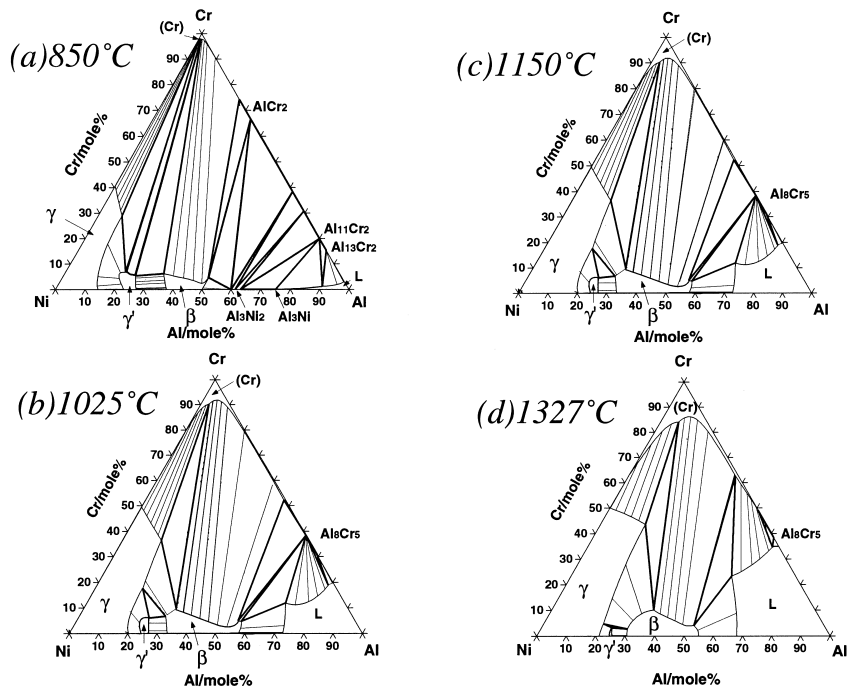 (a)850°C
Cr
(Cr)
90
80
70
60
50
40
30
20
10
Cr/mole%
AlCr2
Al11Cr2
Al13Cr2
L
γ
Ni
10 20 30 40 50 60 70 80 90
Al
γ'
β
Al3Ni2
Al3Ni
Al/mole%
(c)1150°C
Cr
(Cr)
90
80
70
60
50
40
30
20
10
Cr/mole%
Al8Cr5
γ
L
Ni
10 20 30 40 50 60 70 80 90
Al
γ'
β
Al/mole%
(b)1025°C
Cr
(Cr)
90
80
70
60
50
40
30
20
10
Cr/mole%
Al8Cr5
γ
L
Ni
10 20 30 40 50 60 70 80 90
Al
γ'
β
Al/mole%
(d)1327°C
Cr
(Cr)
90
80
70
60
50
40
30
20
10
Cr/mole%
Al8Cr5
γ
β
L
Ni
10 20 30 40 50 60 70 80 90
Al
γ'
Al/mole%